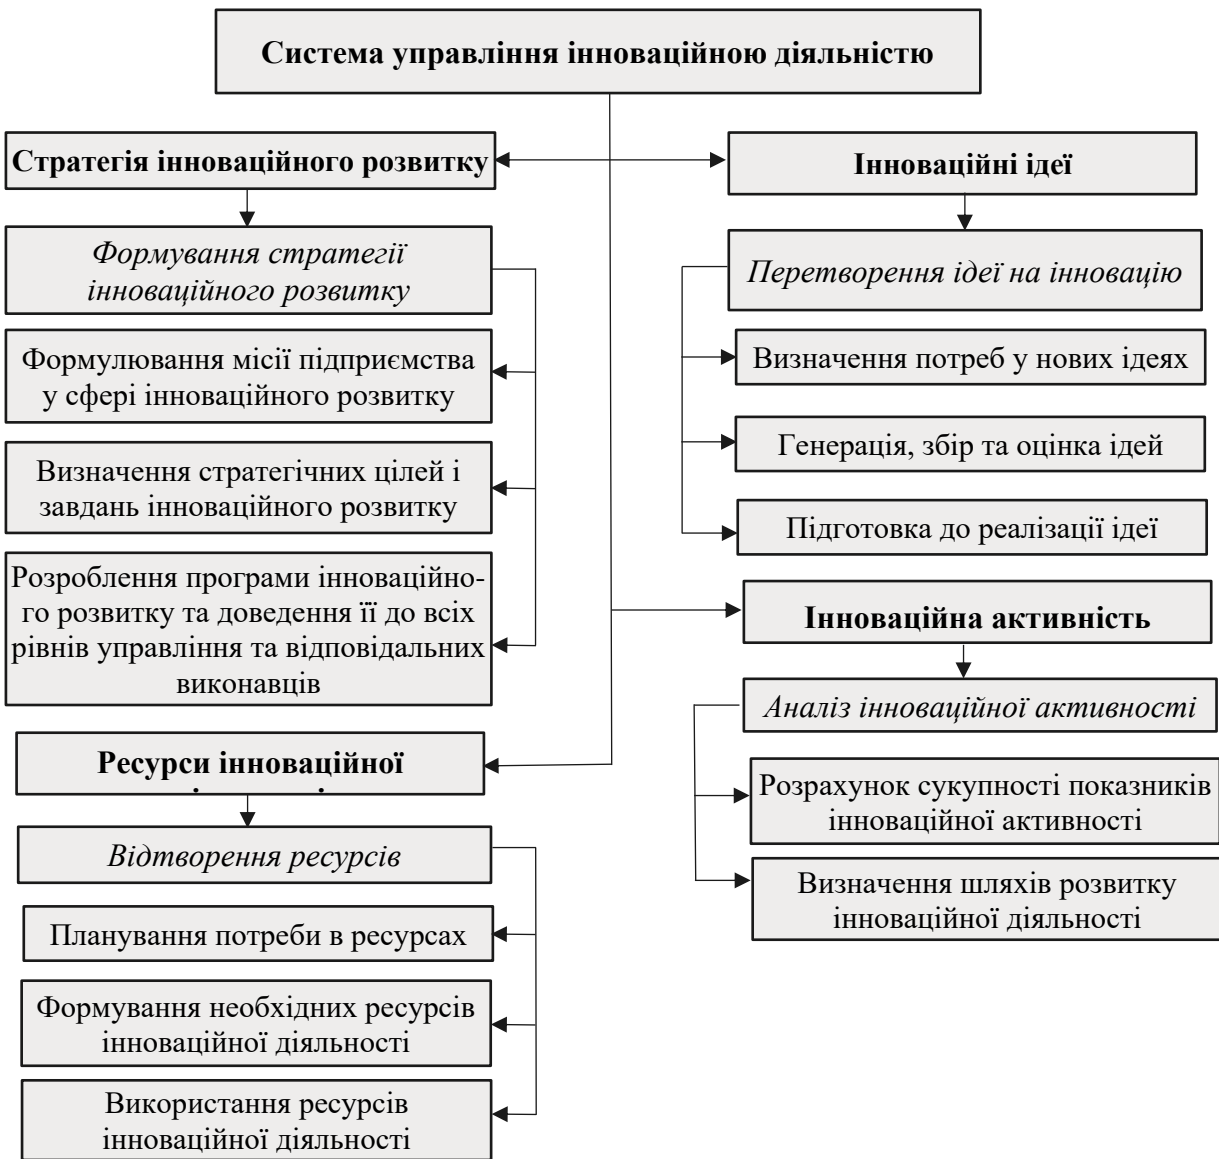 Система управління інноваційною діяльністю
Стратегія інноваційного розвитку
Формування стратегії
інноваційного розвитку
Формулювання місії підприємства
у сфері інноваційного розвитку
Визначення стратегічних цілей і
завдань інноваційного розвитку
Розроблення програми інноваційно-
го розвитку та доведення її до всіх
рівнів управління та відповідальних
виконавців
Ресурси інноваційної
Відтворення ресурсів
Планування потреби в ресурсах
Формування необхідних ресурсів
інноваційної діяльності
Використання ресурсів
інноваційної діяльності
Інноваційні ідеї
Перетворення ідеї на інновацію
Визначення потреб у нових ідеях
Генерація, збір та оцінка ідей
Підготовка до реалізації ідеї
Інноваційна активність
Аналіз інноваційної активності
Розрахунок сукупності показників
інноваційної активності
Визначення шляхів розвитку
інноваційної діяльності